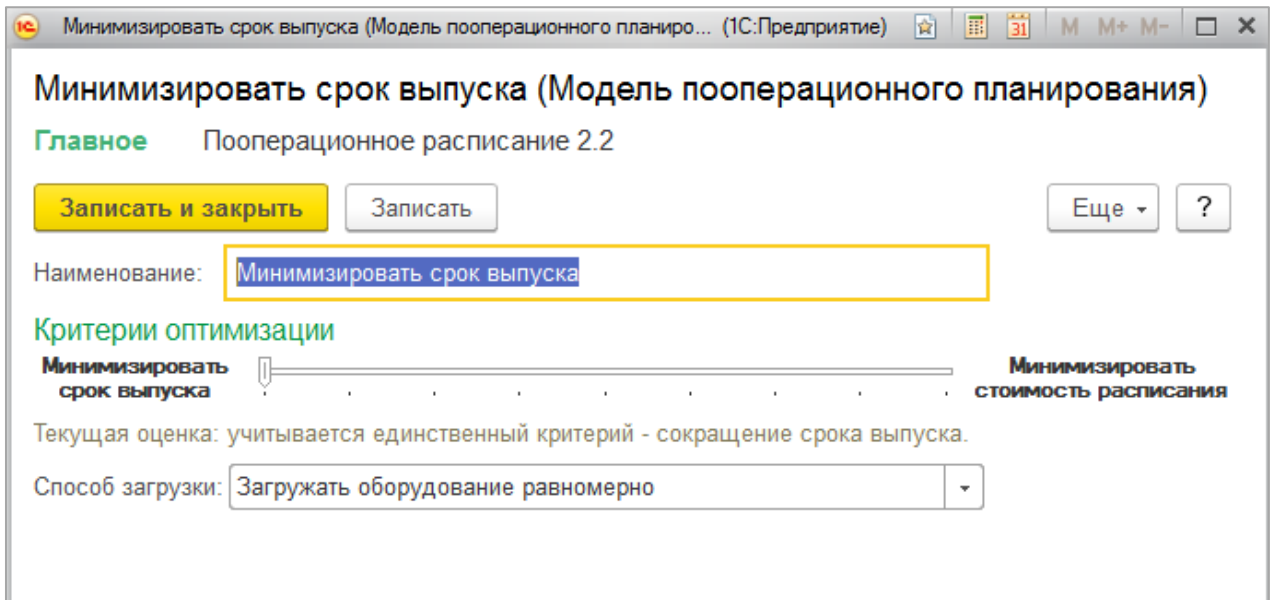 1С Минимизировать срок выпуска (Модель пооперационного планиро... (1С:Предприятие) 31 M M+ M-
Минимизировать срок выпуска (Модель пооперационного планирования)
Главное Пооперационное расписание 2.2
Записать и закрыть Записать Еще ?
Наименование: Минимизировать срок выпуска
Критерии оптимизации
Минимизировать
срок выпуска
Минимизировать
стоимость расписания
Текущая оценка: учитывается единственный критерий - сокращение срока выпуска.
Способ загрузки: Загружать оборудование равномерно